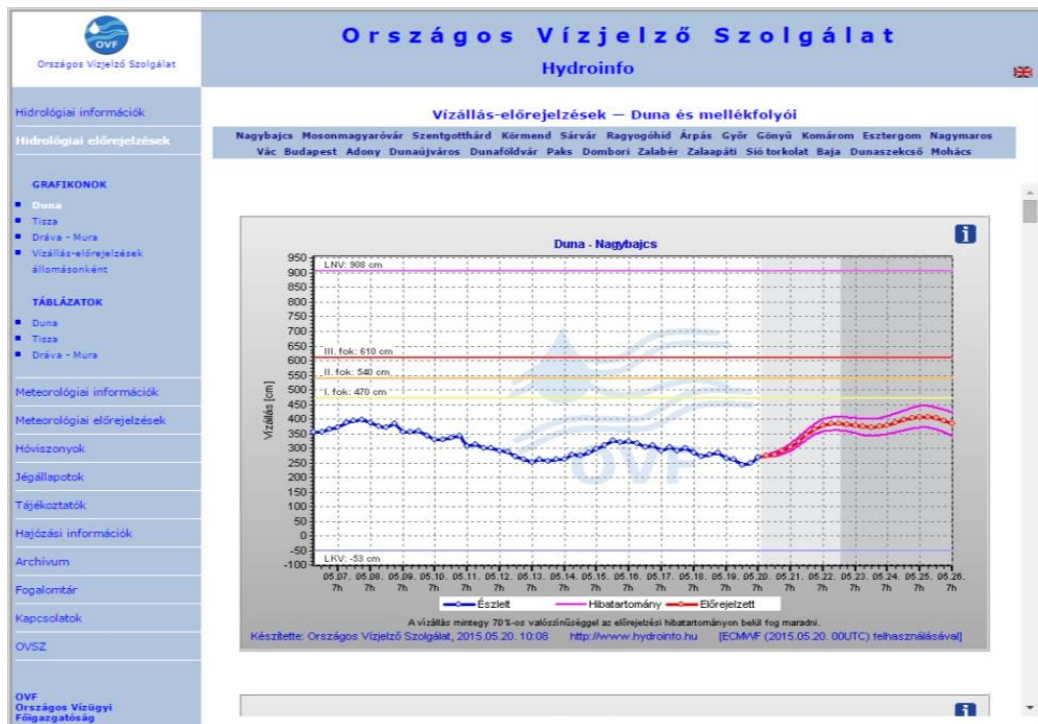 OVF
Országos Vízjelző Szolgálat
Országos Vízjelző Szolgálat
Hydroinfo
Hidrológiai információk
Hidrológiai előrejelzések
GRAFIKONOK
Duna
Tisza
Dráva - Mura
Vízállás-előrejelzések
állomásonként
TÁBLÁZATOK
Duna
Tisza
Dráva - Mura
Meteorológiai információk
Meteorológiai előrejelzések
Hóviszonyok
Jégállapotok
Tájékoztatók
Hajózási információk
Archívum
Fogalomtár
Kapcsolatok
OVSZ
OVF
Országos Vízügyi
Főigazgatóság
Vízállás-előrejelzések — Duna és mellékfolyói
Nagybajcs Mosonmagyaróvár Szentgotthárd Körmend Sárvár Ragyogóhíd Árpás Győr Gönyű Komárom Esztergom Nagymaros
Vác Budapest Adony Dunaújváros Dunaföldvár Paks Dombori Zalabér Zalaapáti Sió torkolat Baja Dunaszekcső Mohács
i
Duna - Nagybajcs
Vízállás [cm]
950
900
850
800
750
700
650
600
550
500
450
400
350
300
250
200
150
100
50
0
-50
-100
LNV: 908 cm
III. fok: 610 cm
II. fok: 540 cm
I. fok: 470 cm
LKV: -53 cm
OVF
05.07. 05.08. 05.09. 05.10. 05.11. 05.12. 05.13. 05.14. 05.15. 05.16. 05.17. 05.18. 05.19. 05.20. 05.21. 05.22. 05.23. 05.24. 05.25. 05.26.
7h 7h 7h 7h 7h 7h 7h 7h 7h 7h 7h 7h 7h 7h 7h 7h 7h 7h 7h 7h
Észlelt Hibatartomány Előrejelzett
A vízállás mintegy 70%-os valószínűséggel az előrejelzési hibatartományon belül fog maradni.
Készítette: Országos Vízjelző Szolgálat, 2015.05.20. 10:08 http://www.hydroinfo.hu [ECMWF (2015.05.20. 00UTC) felhasználásával]
i